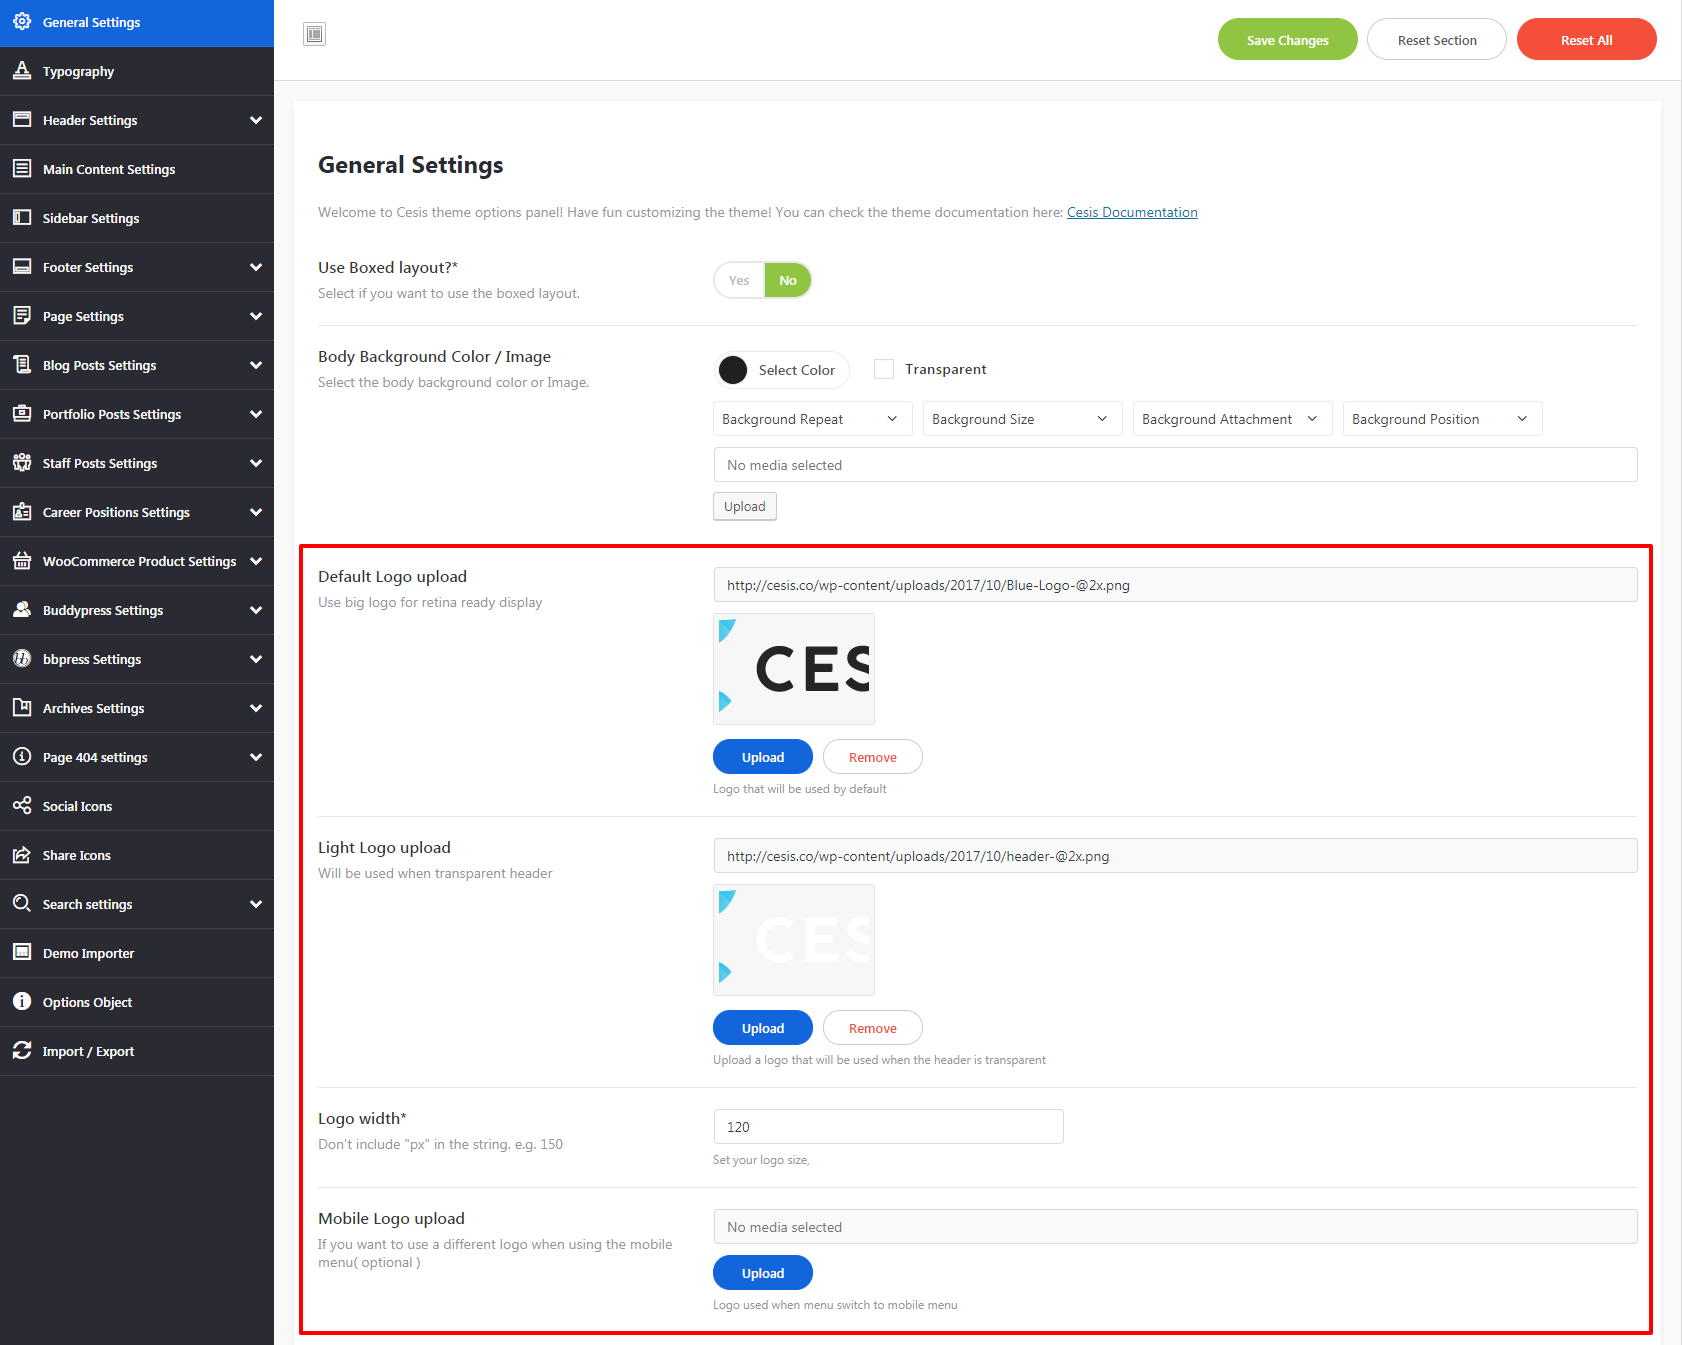 General Settings
Typography
Header Settings
Main Content Settings
Sidebar Settings
Footer Settings
Page Settings
Blog Posts Settings
Portfolio Posts Settings
Staff Posts Settings
Career Positions Settings
WooCommerce Product Settings
Buddypress Settings
bbpress Settings
Archives Settings
Page 404 settings
Social Icons
Share Icons
Search settings
Demo Importer
Options Object
Import / Export
Save Changes
Reset Section
Reset All
General Settings
Welcome to Cesis theme options panel! Have fun customizing the theme! You can check the theme documentation here: Cesis Documentation
Use Boxed layout?*
Select if you want to use the boxed layout.
Yes No
Body Background Color / Image
Select the body background color or Image.
Select Color
Transparent
Background Repeat
Background Size
Background Attachment
Background Position
No media selected
Upload
Default Logo upload
Use big logo for retina ready display
http://cesis.co/wp-content/uploads/2017/10/Blue-Logo-@2x.png
CES
Upload
Remove
Logo that will be used by default
Light Logo upload
Will be used when transparent header
http://cesis.co/wp-content/uploads/2017/10/header-@2x.png
CES
Upload
Remove
Upload a logo that will be used when the header is transparent
Logo width*
Don't include "px" in the string. e.g. 150
120
Set your logo size,
Mobile Logo upload
If you want to use a different logo when using the mobile
menu( optional )
No media selected
Upload
Logo used when menu switch to mobile menu